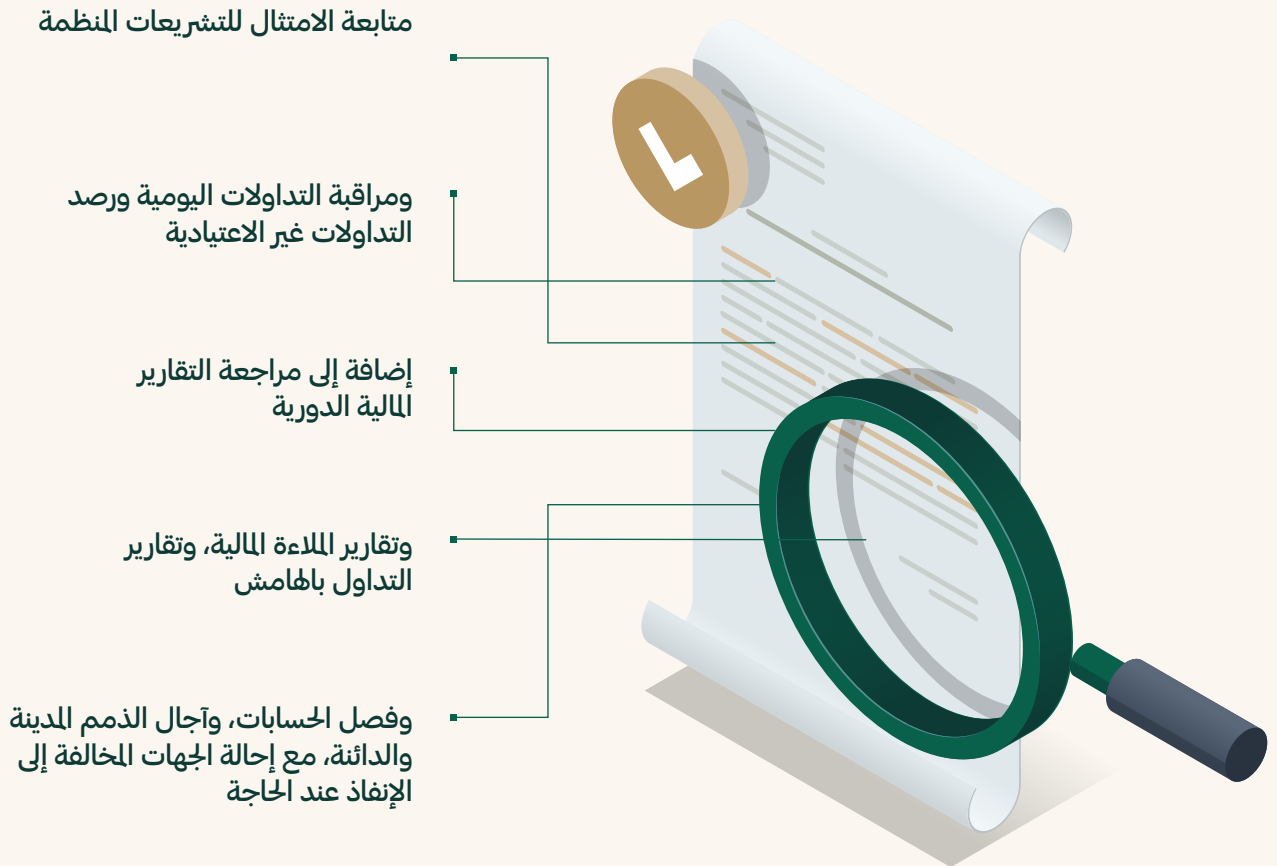 متابعة الامتثال للتشريعات المنظمة
ومراقبة التداولات اليومية ورصد
التداولات غير الاعتيادية
إضافة إلى مراجعة التقارير
المالية الدورية
وتقارير الملاءة المالية، وتقارير
التداول بالهامش
وفصل الحسابات، وآجال الذمم المدينة
والدائنة، مع إحالة الجهات المخالفة إلى
الإنفاذ عند الحاجة